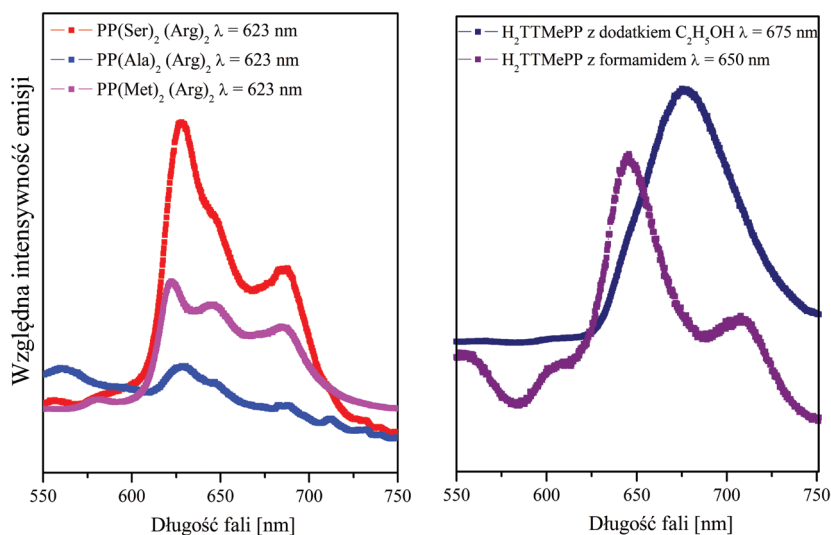 PP(Ser)₂ (Arg)₂ λ = 623 nm
PP(Ala)₂ (Arg)₂ λ = 623 nm
PP(Met)₂ (Arg)₂ λ = 623 nm
Względna intensywność emisji
550 600 650 700 750
Długość fali [nm]
H₂TTMePP z dodatkiem C₂H₅OH λ = 675 nm
H₂TTMePP z formamidem λ = 650 nm
550 600 650 700 750
Długość fali [nm]